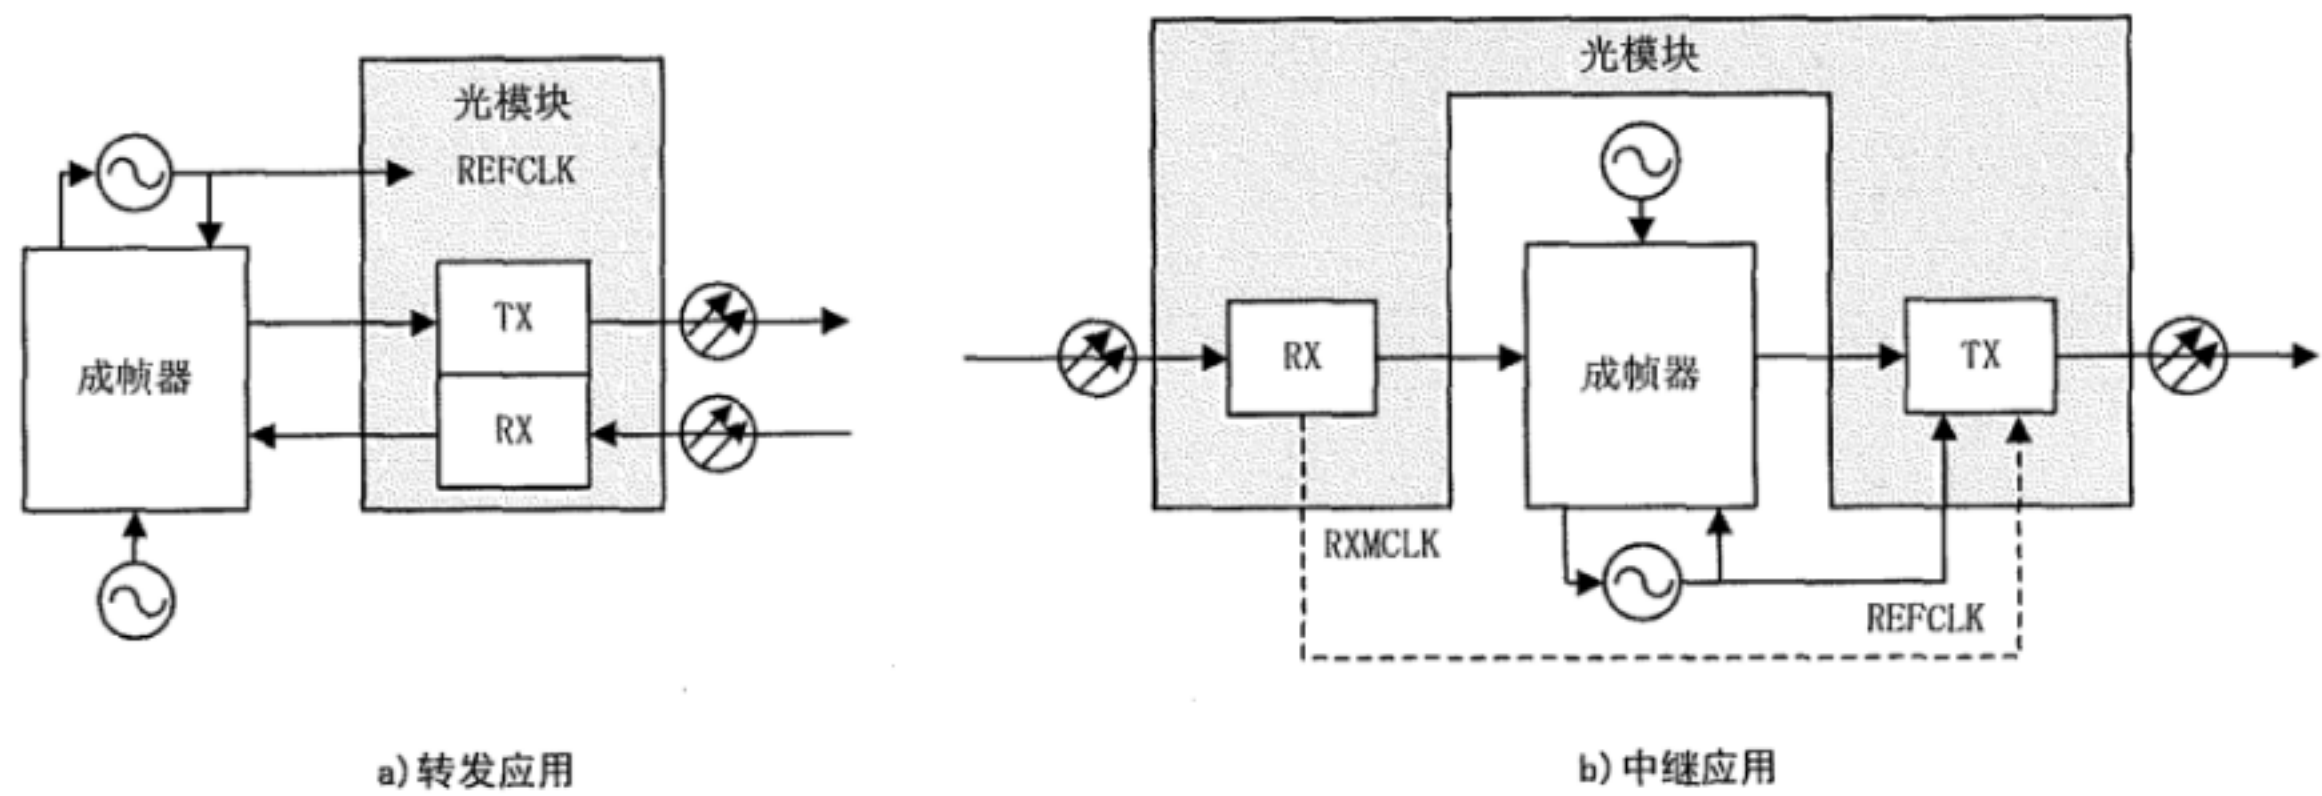 光模块
REFCLK
TX
成帧器
RX
a)转发应用
光模块
RX
成帧器
TX
RXMCLK
REFCLK
b)中继应用